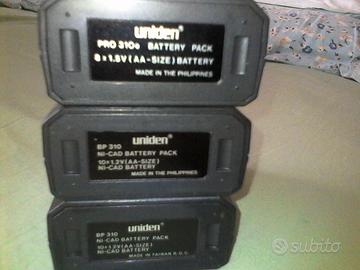 uniden®
PRO 310e BATTERY PACK
8×1.5V(AA-SIZE) BATTERY
MADE IN THE PHILIPPINES
uniden®
BP 310
NI-CAD BATTERY PACK
10×1.2V(AA-SIZE)
NI-CAD BATTERY
MADE IN THE PHILIPPINES
uniden®
BP 310
NI-CAD BATTERY PACK
10×1.2V(AA-SIZE)
NI-CAD BATTERY
MADE IN TAIWAN R.O.C.
subito